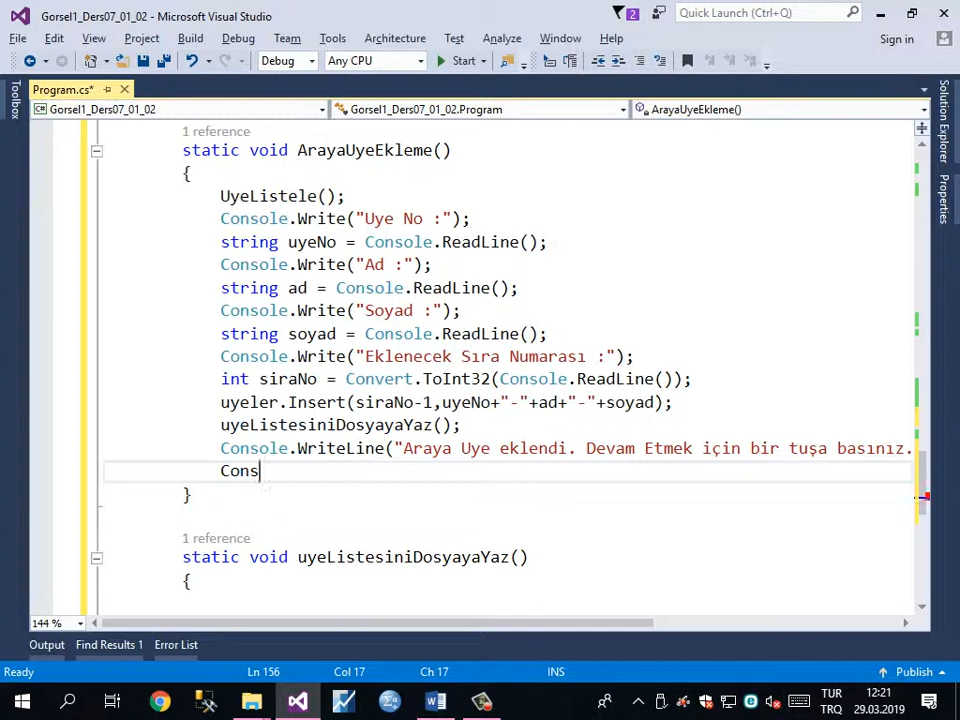 Gorsel1_Ders07_01_02 - Microsoft Visual Studio
2
Quick Launch (Ctrl+Q)
File Edit View Project Build Debug Team Tools Architecture Test Analyze Window Help
Sign in
Debug Any CPU Start
Toolbox
Program.cs*
Gorsel1_Ders07_01_02 Gorsel1_Ders07_01_02.Program ArayaUyeEkleme()
Solution Explorer
Properties
1 reference
static void ArayaUyeEkleme()
{
UyeListele();
Console.Write("Uye No :");
string uyeNo = Console.ReadLine();
Console.Write("Ad :");
string ad = Console.ReadLine();
Console.Write("Soyad :");
string soyad = Console.ReadLine();
Console.Write("Eklenecek Sıra Numarası :");
int siraNo = Convert.ToInt32(Console.ReadLine());
uyeler.Insert(siraNo-1,uyeNo+"-"+ad+"-"+soyad);
uyeListesiniDosyayaYaz();
Console.WriteLine("Araya Uye eklendi. Devam Etmek için bir tuşa basınız.
Cons
}
1 reference
static void uyeListesiniDosyayaYaz()
{
144 %
Output Find Results 1 Error List
Ready Ln 156 Col 17 Ch 17 INS Publish
TUR 12:21
TRQ 29.03.2019